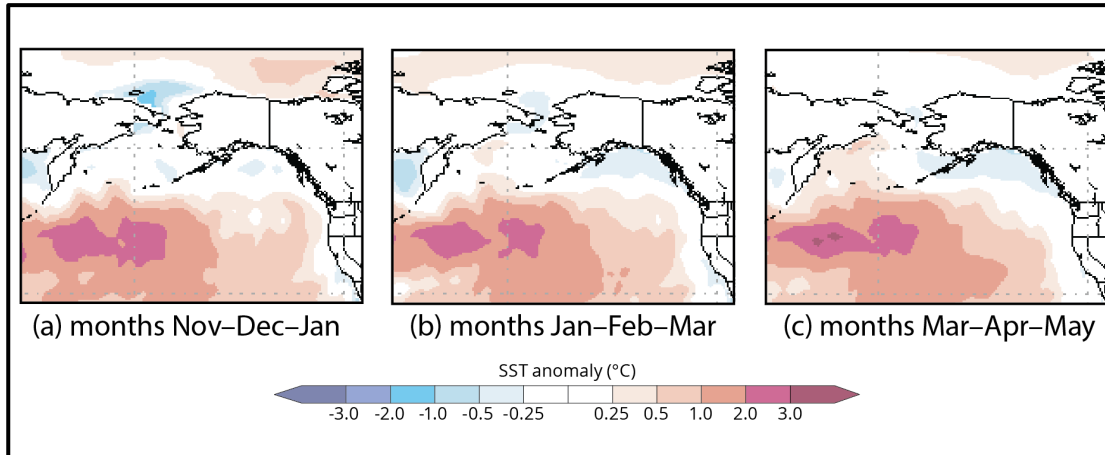 (a) months Nov–Dec–Jan
(b) months Jan–Feb–Mar
(c) months Mar–Apr–May
SST anomaly (°C)
-3.0 -2.0 -1.0 -0.5 -0.25 0.25 0.5 1.0 2.0 3.0